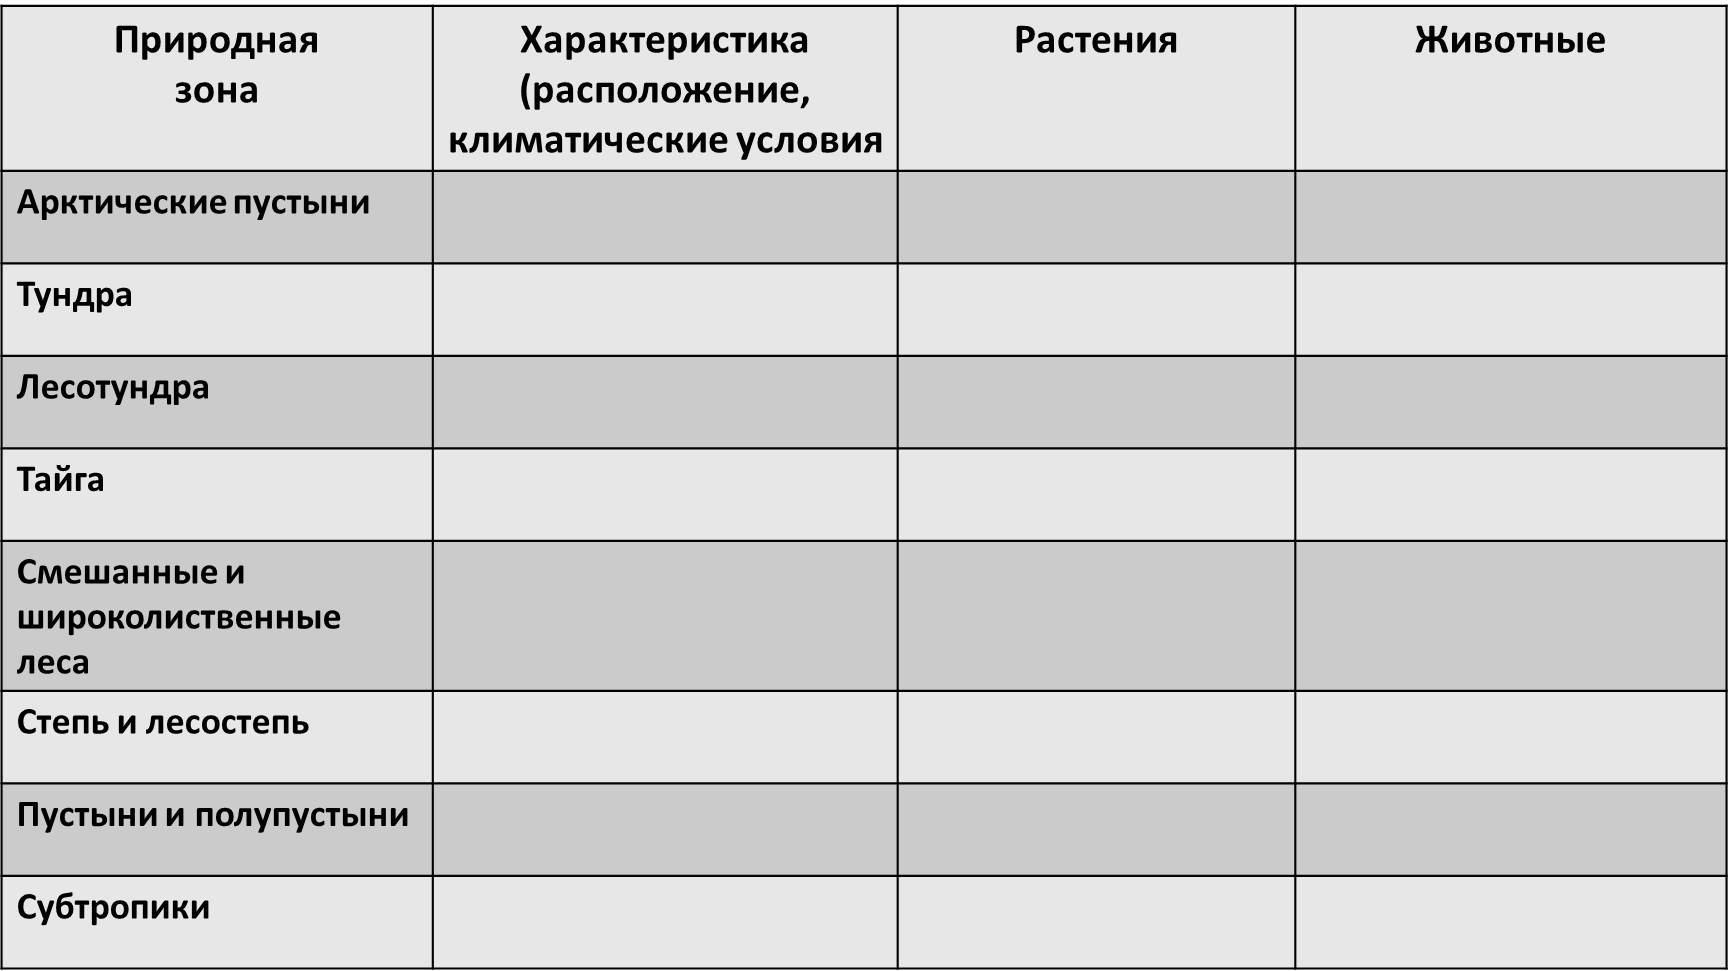 Природная
зона
Характеристика
(расположение,
климатические условия
Растения
Животные
Арктические пустыни
Тундра
Лесотундра
Тайга
Смешанные и
широколиственные
леса
Степь и лесостепь
Пустыни и полупустыни
Субтропики